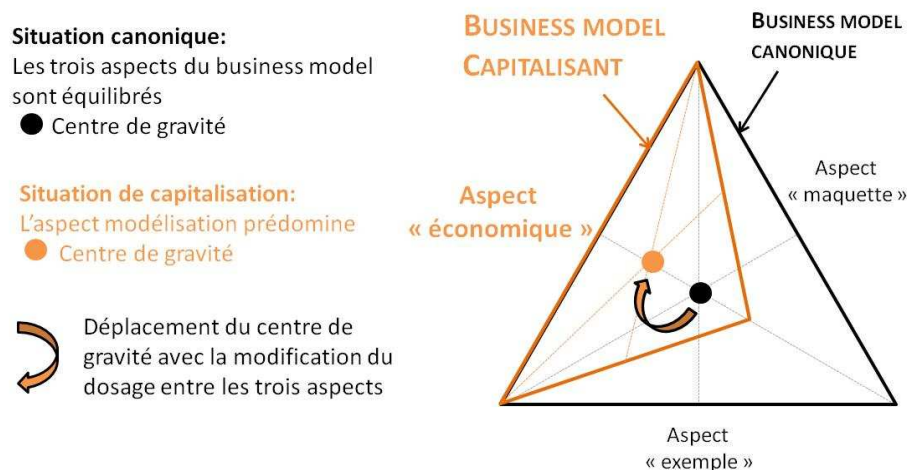 Situation canonique:
Les trois aspects du business model
sont équilibrés
Centre de gravité
Situation de capitalisation:
L'aspect modélisation prédomine
Centre de gravité
Déplacement du centre de
gravité avec la modification du
dosage entre les trois aspects
BUSINESS MODEL
CAPITALISANT
BUSINESS MODEL
CANONIQUE
Aspect
« maquette »
Aspect
« économique »
Aspect
« exemple »